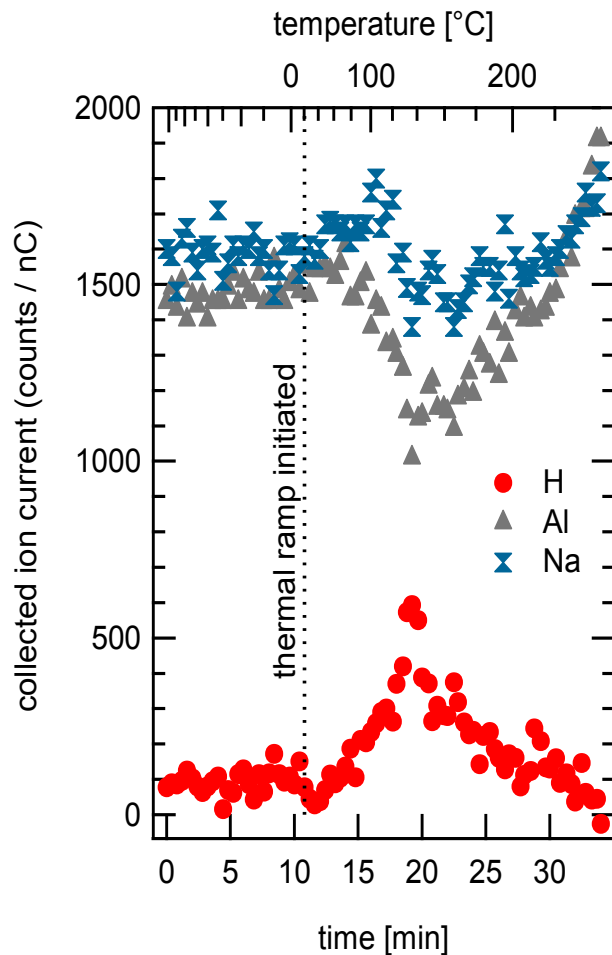 temperature [°C]
0 100 200
2000
1500
1000
500
0
collected ion current (counts / nC)
thermal ramp initiated
H
Al
Na
0 5 10 15 20 25 30
time [min]